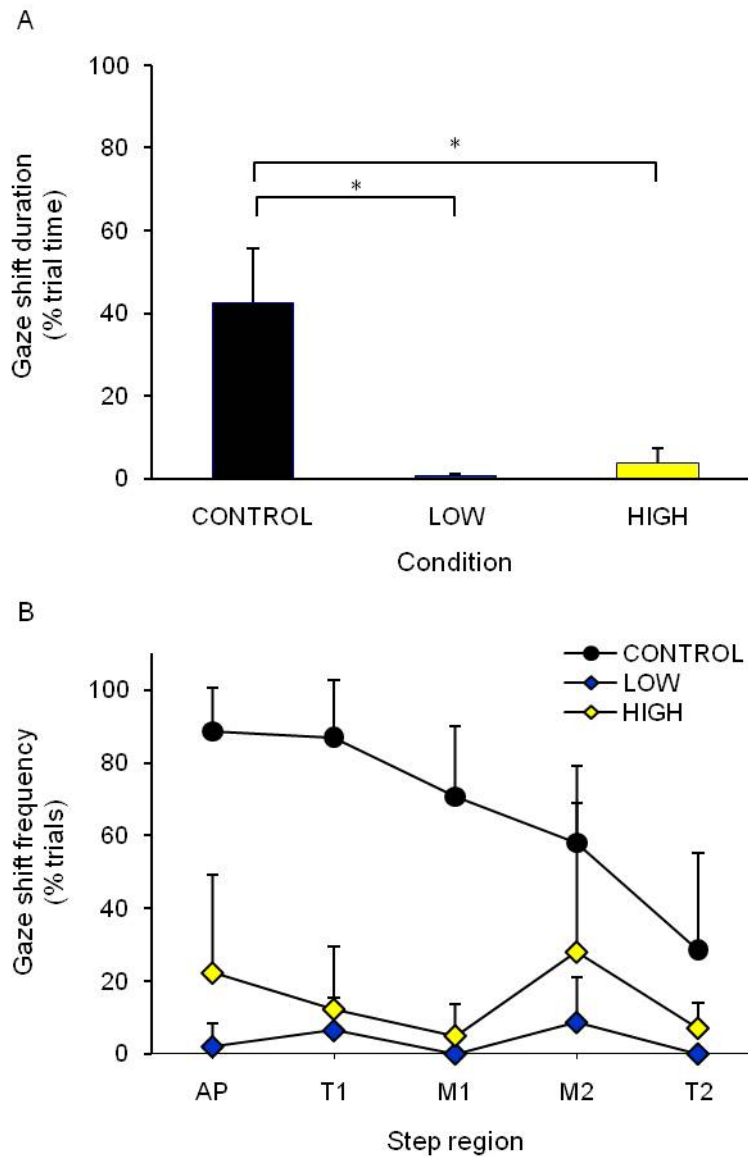 A
100
80
60
40
20
0
Gaze shift duration
(% trial time)
*
*
CONTROL LOW HIGH
Condition
B
CONTROL
LOW
HIGH
100
80
60
40
20
0
Gaze shift frequency
(% trials)
AP T1 M1 M2 T2
Step region